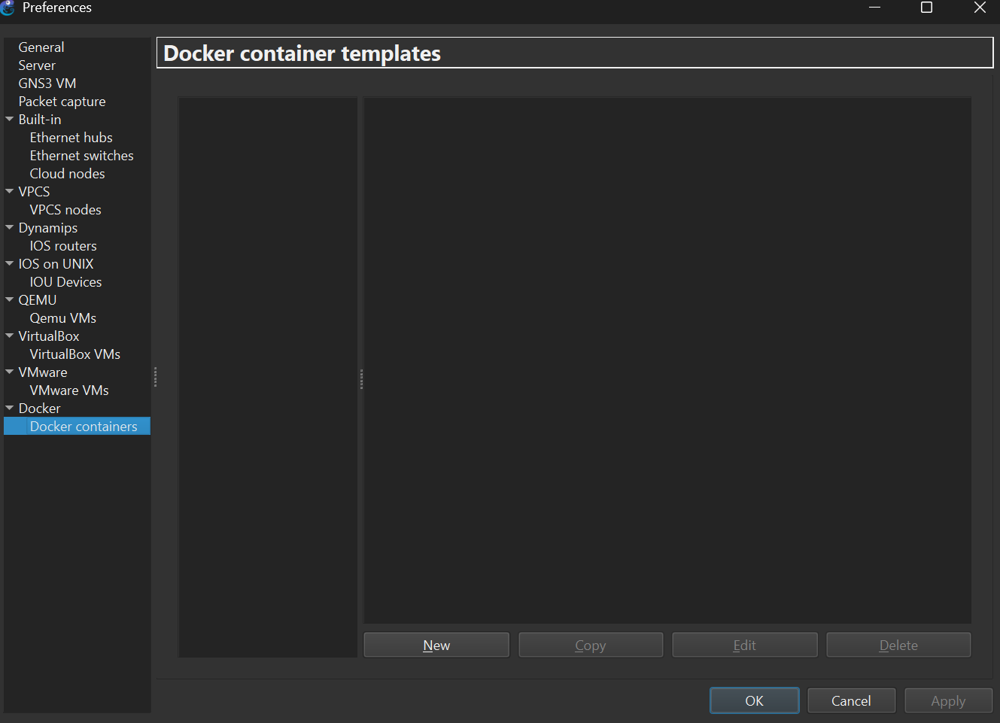 Preferences
General
Server
GNS3 VM
Packet capture
Built-in
Ethernet hubs
Ethernet switches
Cloud nodes
VPCS
VPCS nodes
Dynamips
IOS routers
IOS on UNIX
IOU Devices
QEMU
Qemu VMs
VirtualBox
VirtualBox VMs
VMware
VMware VMs
Docker
Docker containers
Docker container templates
New
Copy
Edit
Delete
OK
Cancel
Apply